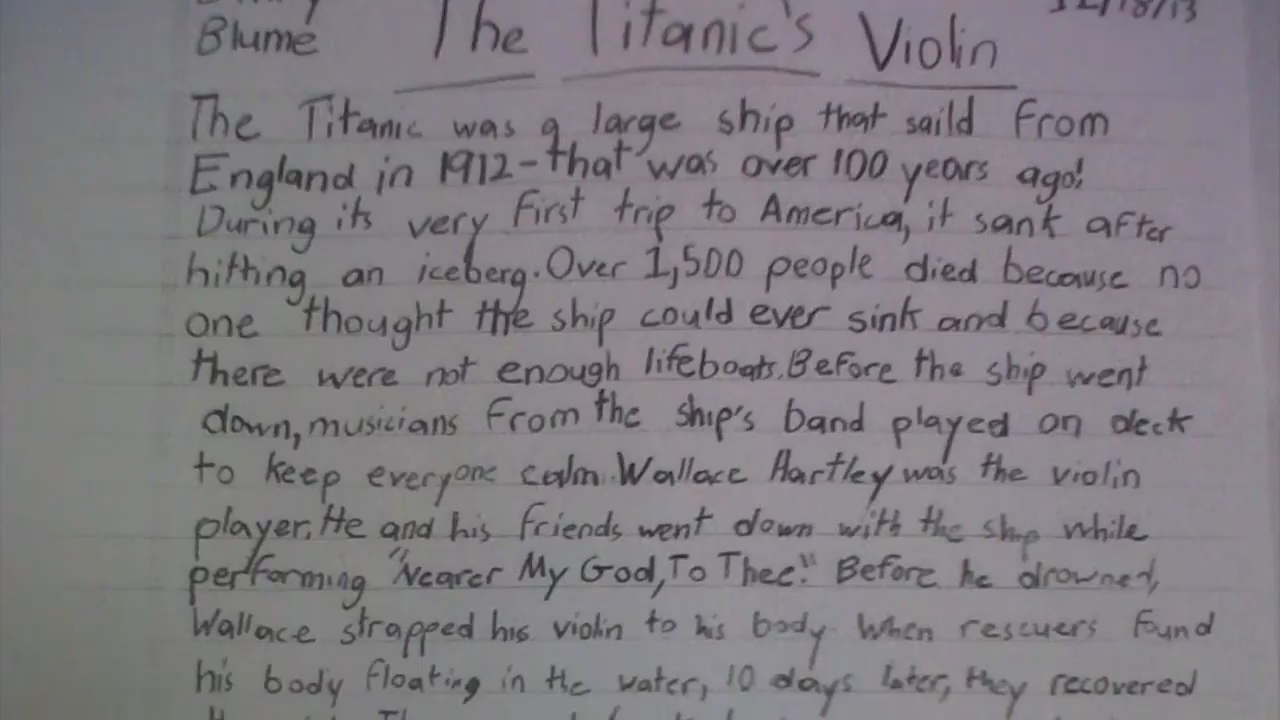 Blume The Titanic's Violin 12/18/13
The Titanic was a large ship that saild from
England in 1912-that was over 100 years ago!
During its very first trip to America, it sank after
hitting an iceberg. Over 1,500 people died because no
one thought the ship could ever sink and because
there were not enough lifeboats. Before the ship went
down, musicians from the ship's band played on deck
to keep everyone calm. Wallace Hartley was the violin
player. He and his friends went down with the ship while
performing "Nearer My God, To Thee." Before he drowned,
Wallace strapped his violin to his body. When rescuers found
his body floating in the water, 10 days later, they recovered